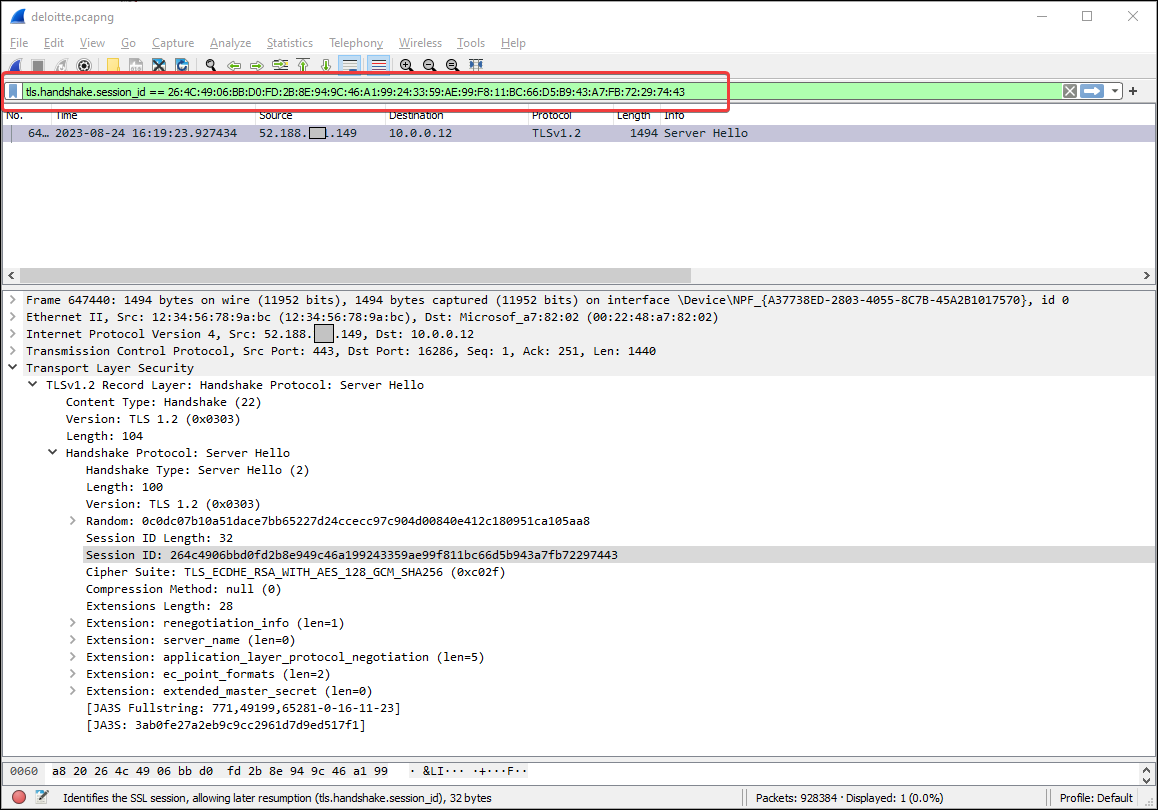 deloitte.pcapng
File Edit View Go Capture Analyze Statistics Telephony Wireless Tools Help
tls.handshake.session_id == 26:4C:49:06:BB:D0:FD:2B:8E:94:9C:46:A1:99:24:33:59:AE:99:F8:11:BC:66:D5:B9:43:A7:FB:72:29:74:43
No. Time Source Destination Protocol Length Info
64… 2023-08-24 16:19:23.927434 52.188. .149 10.0.0.12 TLSv1.2 1494 Server Hello
Frame 647440: 1494 bytes on wire (11952 bits), 1494 bytes captured (11952 bits) on interface \Device\NPF_{A37738ED-2803-4055-8C7B-45A2B1017570}, id 0
Ethernet II, Src: 12:34:56:78:9a:bc (12:34:56:78:9a:bc), Dst: Microsof_a7:82:02 (00:22:48:a7:82:02)
Internet Protocol Version 4, Src: 52.188. .149, Dst: 10.0.0.12
Transmission Control Protocol, Src Port: 443, Dst Port: 16286, Seq: 1, Ack: 251, Len: 1440
Transport Layer Security
TLSv1.2 Record Layer: Handshake Protocol: Server Hello
Content Type: Handshake (22)
Version: TLS 1.2 (0x0303)
Length: 104
Handshake Protocol: Server Hello
Handshake Type: Server Hello (2)
Length: 100
Version: TLS 1.2 (0x0303)
Random: 0c0dc07b10a51dace7bb65227d24ccecc97c904d00840e412c180951ca105aa8
Session ID Length: 32
Session ID: 264c4906bbd0fd2b8e949c46a199243359ae99f811bc66d5b943a7fb72297443
Cipher Suite: TLS_ECDHE_RSA_WITH_AES_128_GCM_SHA256 (0xc02f)
Compression Method: null (0)
Extensions Length: 28
Extension: renegotiation_info (len=1)
Extension: server_name (len=0)
Extension: application_layer_protocol_negotiation (len=5)
Extension: ec_point_formats (len=2)
Extension: extended_master_secret (len=0)
[JA3S Fullstring: 771,49199,65281-0-16-11-23]
[JA3S: 3ab0fe27a2eb9c9cc2961d7d9ed517f1]
0060 a8 20 26 4c 49 06 bb d0 fd 2b 8e 94 9c 46 a1 99 · &LI··· ·+···F··
Identifies the SSL session, allowing later resumption (tls.handshake.session_id), 32 bytes Packets: 928384 · Displayed: 1 (0.0%) Profile: Default